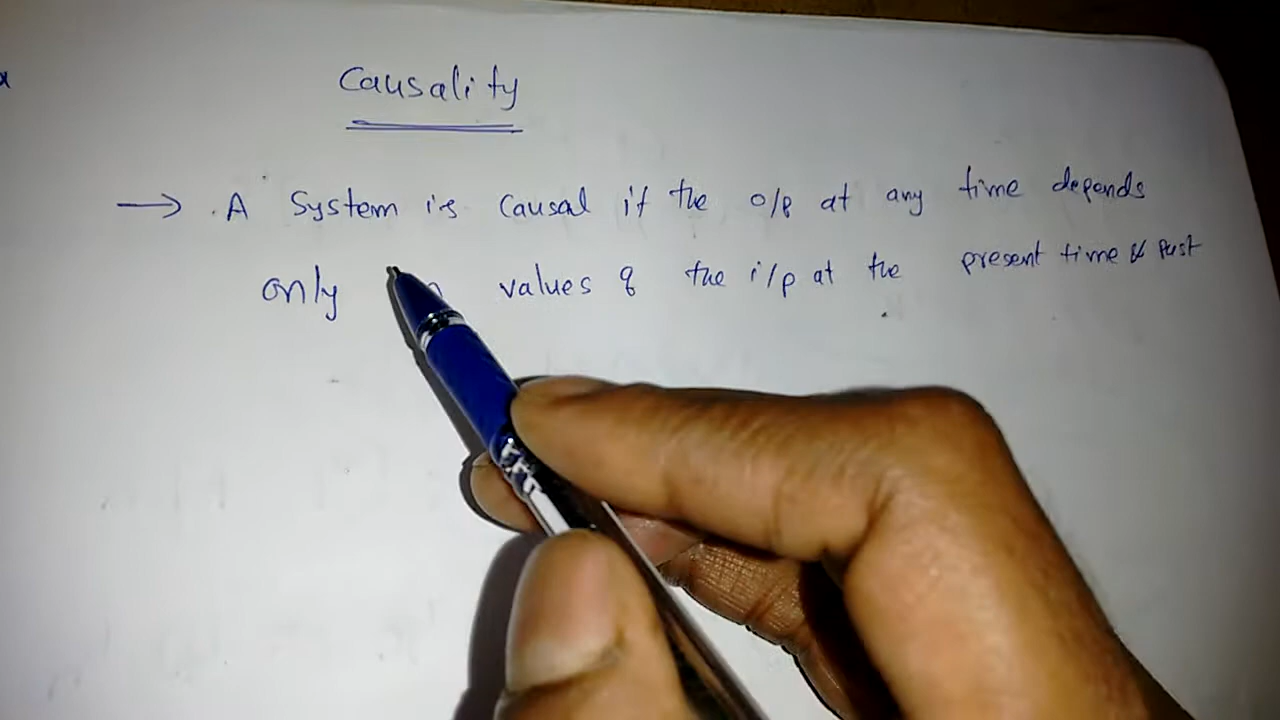 Causality
→ A System is Causal if the o/p at any time depends
only values of the i/p at the present time & past